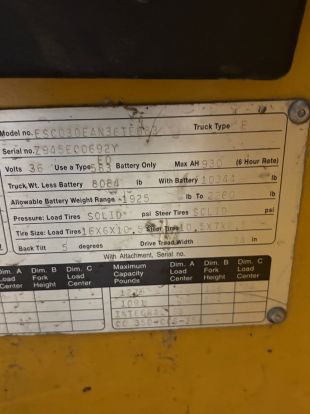 Model no. ESC030EAN36TE083
Truck Type E
Serial no. Z945EC0692Y
Volts 36 Use a Type EO 583 Battery Only Max AH 930 (6 Hour Rate)
Truck Wt. Less Battery 8084 lb With Battery 10344 lb
Allowable Battery Weight Range 1925 lb To 2260 lb
Pressure: Load Tires SOLID psi Steer Tires SOLID psi
Tire Size: Load Tires 16X6X10.5 Steer Tires
Back Tilt 5 degrees Drive Tread Width in
With Attachment, Serial no.
Dim. A Load Center Dim. B Fork Height Dim. C Load Center Maximum Capacity Pounds Dim. A Load Center Dim. B Fork Height Dim. C Load Center